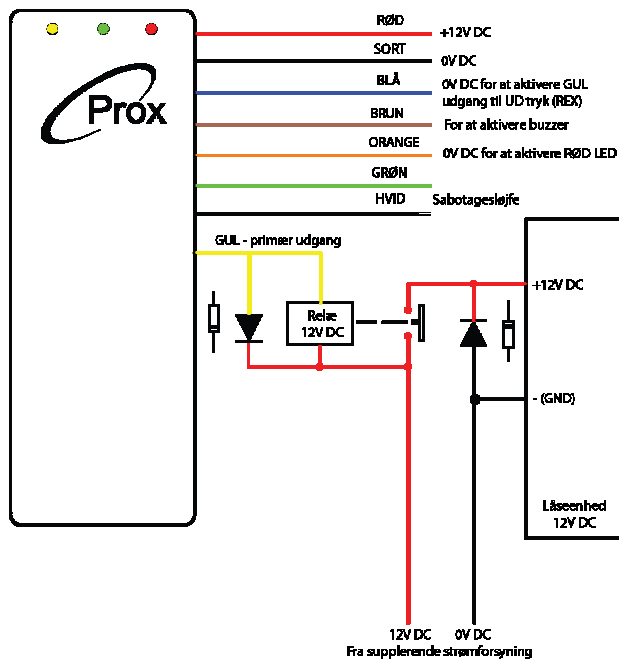 RØD
+12V DC
Prox
SORT
0V DC
BLÅ
0V DC for at aktivere GUL
udgang til UD tryk (REX)
BRUN
For at aktivere buzzer
ORANGE
0V DC for at aktivere RØD LED
GRØN
HVID
Sabotagesløjfe
GUL - primær udgang
+12V DC
Relæ
12V DC
- (GND)
Låseenhed
12V DC
12V DC
0V DC
Fra supplerende strømforsyning